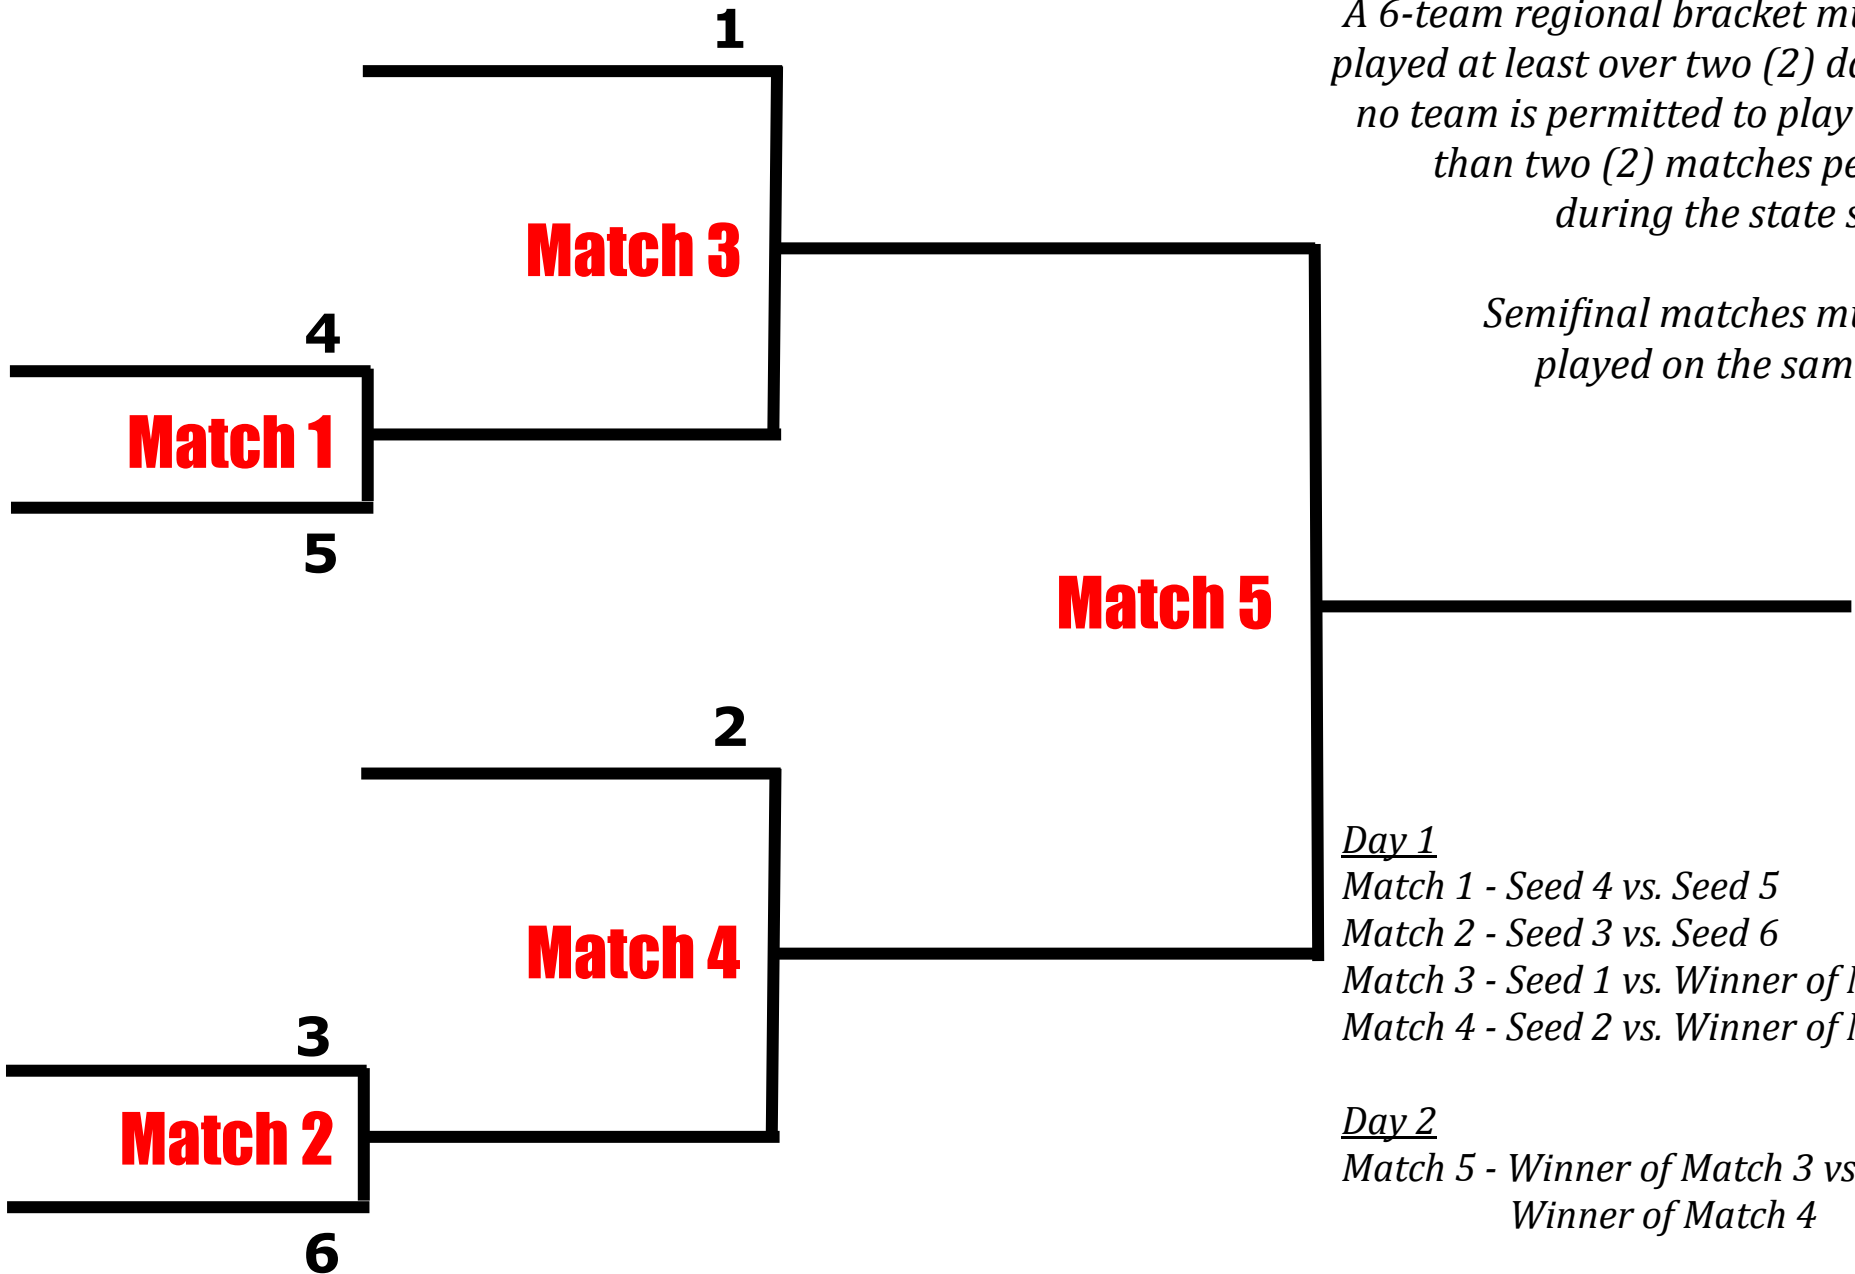 1
A 6-team regional bracket
played at least over two (2)
no team is permitted to play
than two (2) matches
during the state
Match 3
Semifinal matches
played on the
4
Match 1
5
Match 5
2
Day 1
Match 1 - Seed 4 vs. Seed 5
Match 2 - Seed 3 vs. Seed 6
Match 3 - Seed 1 vs. Winner of
Match 4 - Seed 2 vs. Winner of
Match 4
3
Match 2
6
Day 2
Match 5 - Winner of Match 3 vs
Winner of Match 4